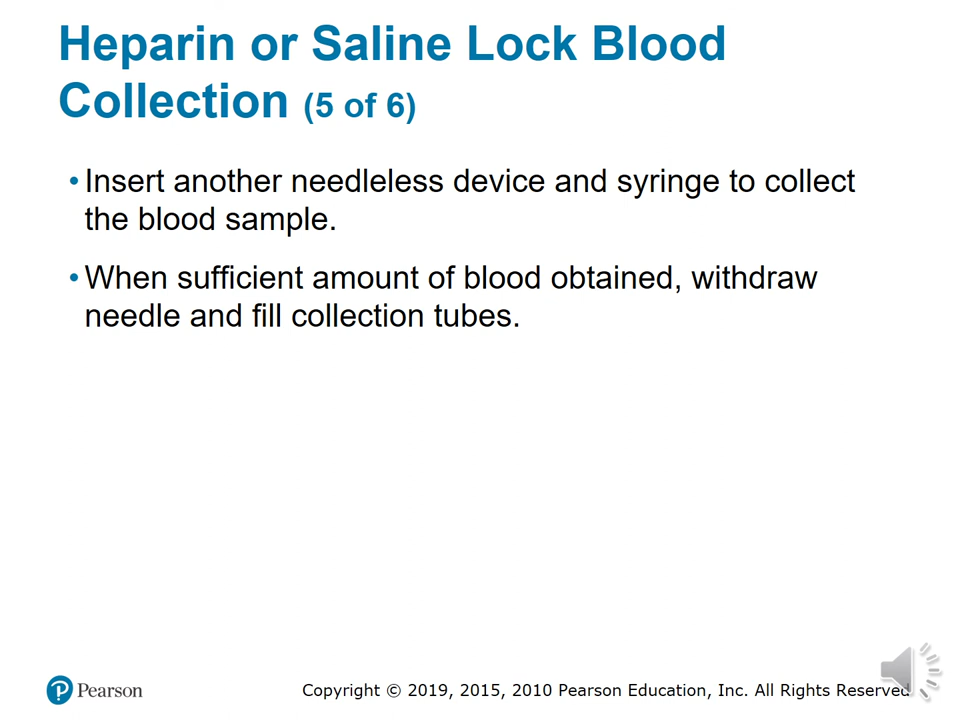 Heparin or Saline Lock Blood
Collection (5 of 6)
• Insert another needleless device and syringe to collect
the blood sample.
• When sufficient amount of blood obtained, withdraw
needle and fill collection tubes.
Pearson
Copyright © 2019, 2015, 2010 Pearson Education, Inc. All Rights Reserved